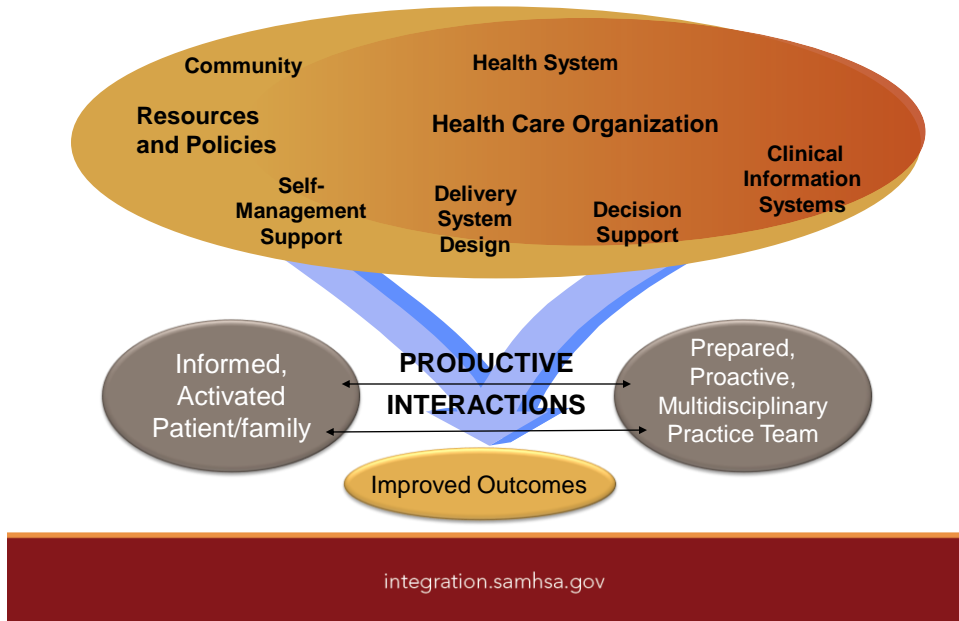 Community
Health System
Resources
and Policies
Health Care Organization
Self-
Management
Support
Delivery
System
Design
Decision
Support
Clinical
Information
Systems
Informed,
Activated
Patient/family
PRODUCTIVE
INTERACTIONS
Prepared,
Proactive,
Multidisciplinary
Practice Team
Improved Outcomes
integration.samhsa.gov